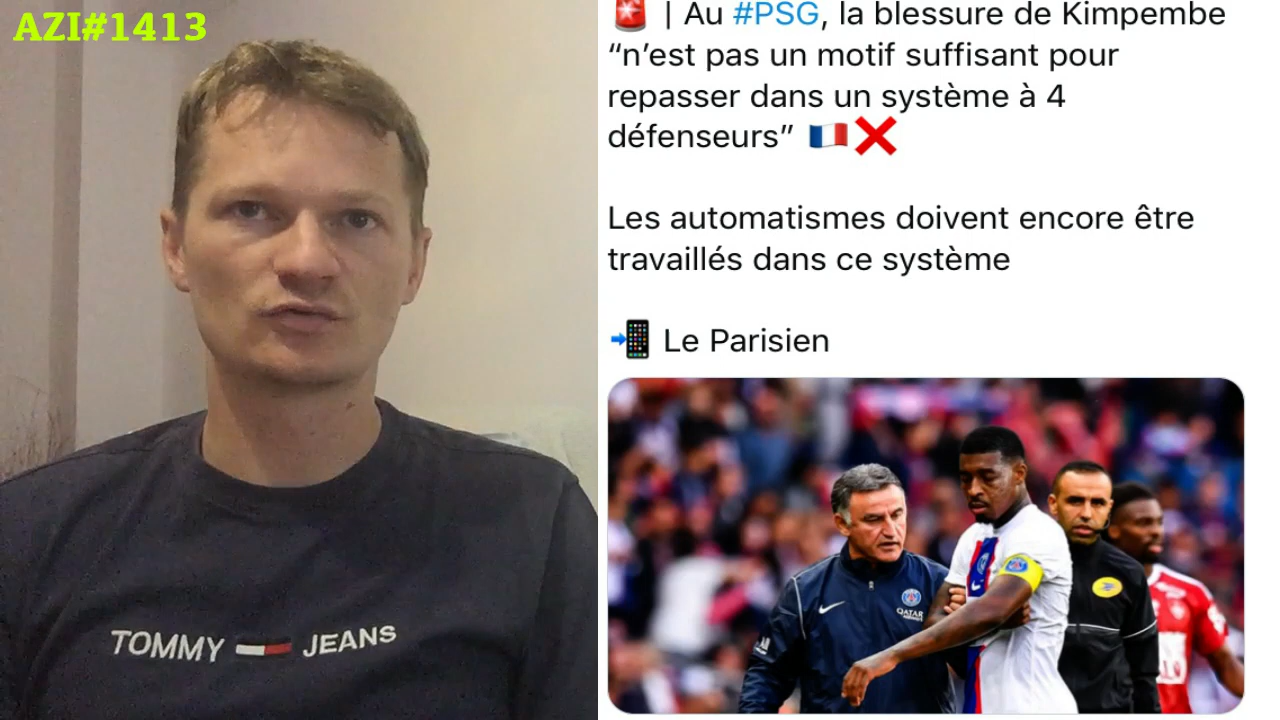 AZI#1413
TOMMY JEANS
| Au #PSG, la blessure de Kimpembe
“n’est pas un motif suffisant pour
repasser dans un système à 4
défenseurs”
Les automatismes doivent encore être
travaillés dans ce système
Le Parisien
QATAR
AIRWAYS